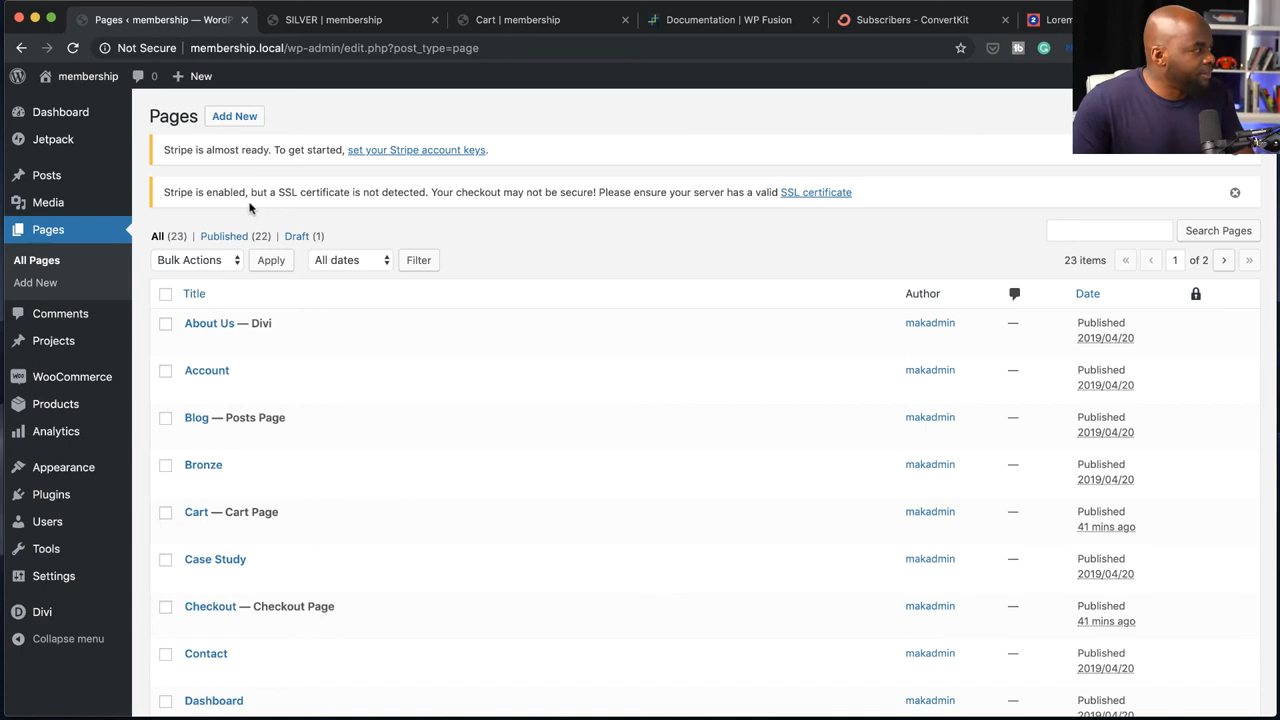 Pages ‹ membership — WordP
SILVER | membership
Cart | membership
Documentation | WP Fusion
Subscribers - ConvertKit
Lorem
Not Secure
membership.local/wp-admin/edit.php?post_type=page
membership
0
New
Dashboard
Jetpack
Posts
Media
Pages
All Pages
Add New
Comments
Projects
WooCommerce
Products
Analytics
Appearance
Plugins
Users
Tools
Settings
Divi
Collapse menu
Pages
Add New
Stripe is almost ready. To get started, set your Stripe account keys.
Stripe is enabled, but a SSL certificate is not detected. Your checkout may not be secure! Please ensure your server has a valid SSL certificate
All (23) | Published (22) | Draft (1)
Search Pages
Bulk Actions
Apply
All dates
Filter
23 items
«
‹
1 of 2
›
»
Title
Author
Date
About Us — Divi
makadmin
—
Published
2019/04/20
Account
makadmin
—
Published
2019/04/20
Blog — Posts Page
makadmin
—
Published
2019/04/20
Bronze
makadmin
—
Published
2019/04/20
Cart — Cart Page
makadmin
—
Published
41 mins ago
Case Study
makadmin
—
Published
2019/04/20
Checkout — Checkout Page
makadmin
—
Published
41 mins ago
Contact
makadmin
—
Published
2019/04/20
Dashboard
makadmin
—
Published
2019/04/20